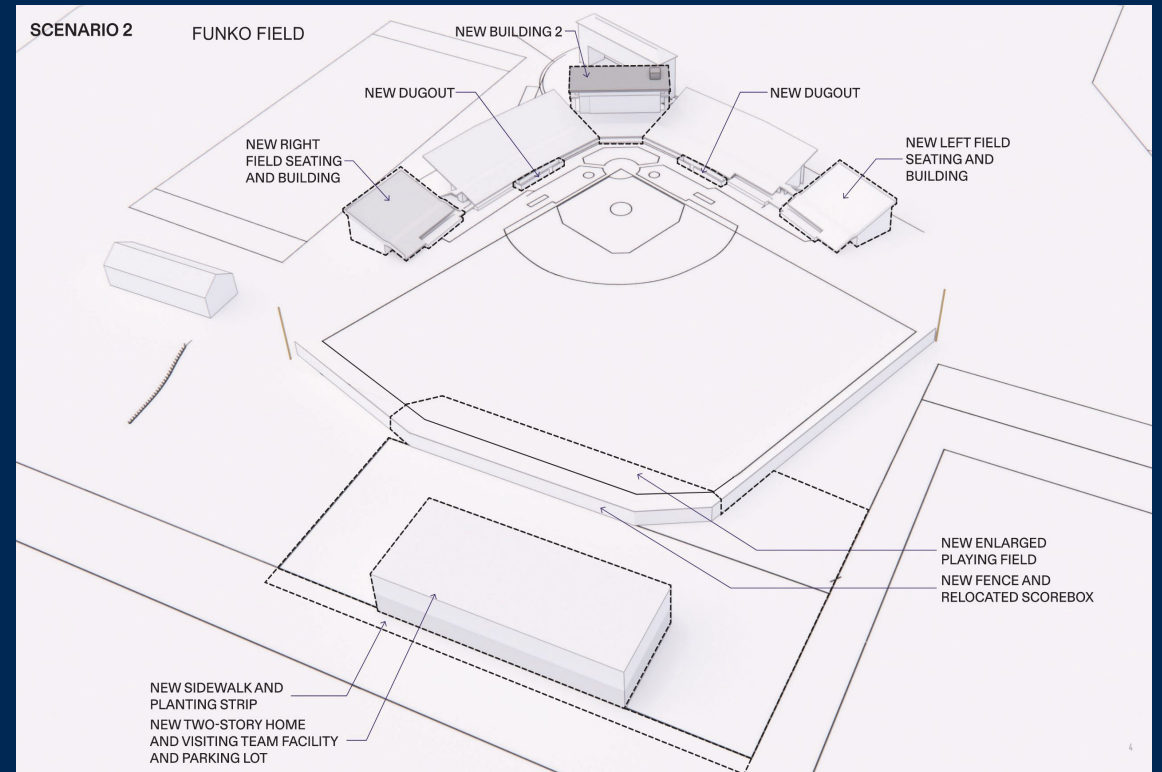 SCENARIO 2
FUNKO FIELD
NEW BUILDING 2
NEW DUGOUT
NEW DUGOUT
NEW RIGHT
FIELD SEATING
AND BUILDING
NEW LEFT FIELD
SEATING AND
BUILDING
NEW ENLARGED
PLAYING FIELD
NEW FENCE AND
RELOCATED SCOREBOX
NEW SIDEWALK AND
PLANTING STRIP
NEW TWO-STORY HOME
AND VISITING TEAM FACILITY
AND PARKING LOT
4